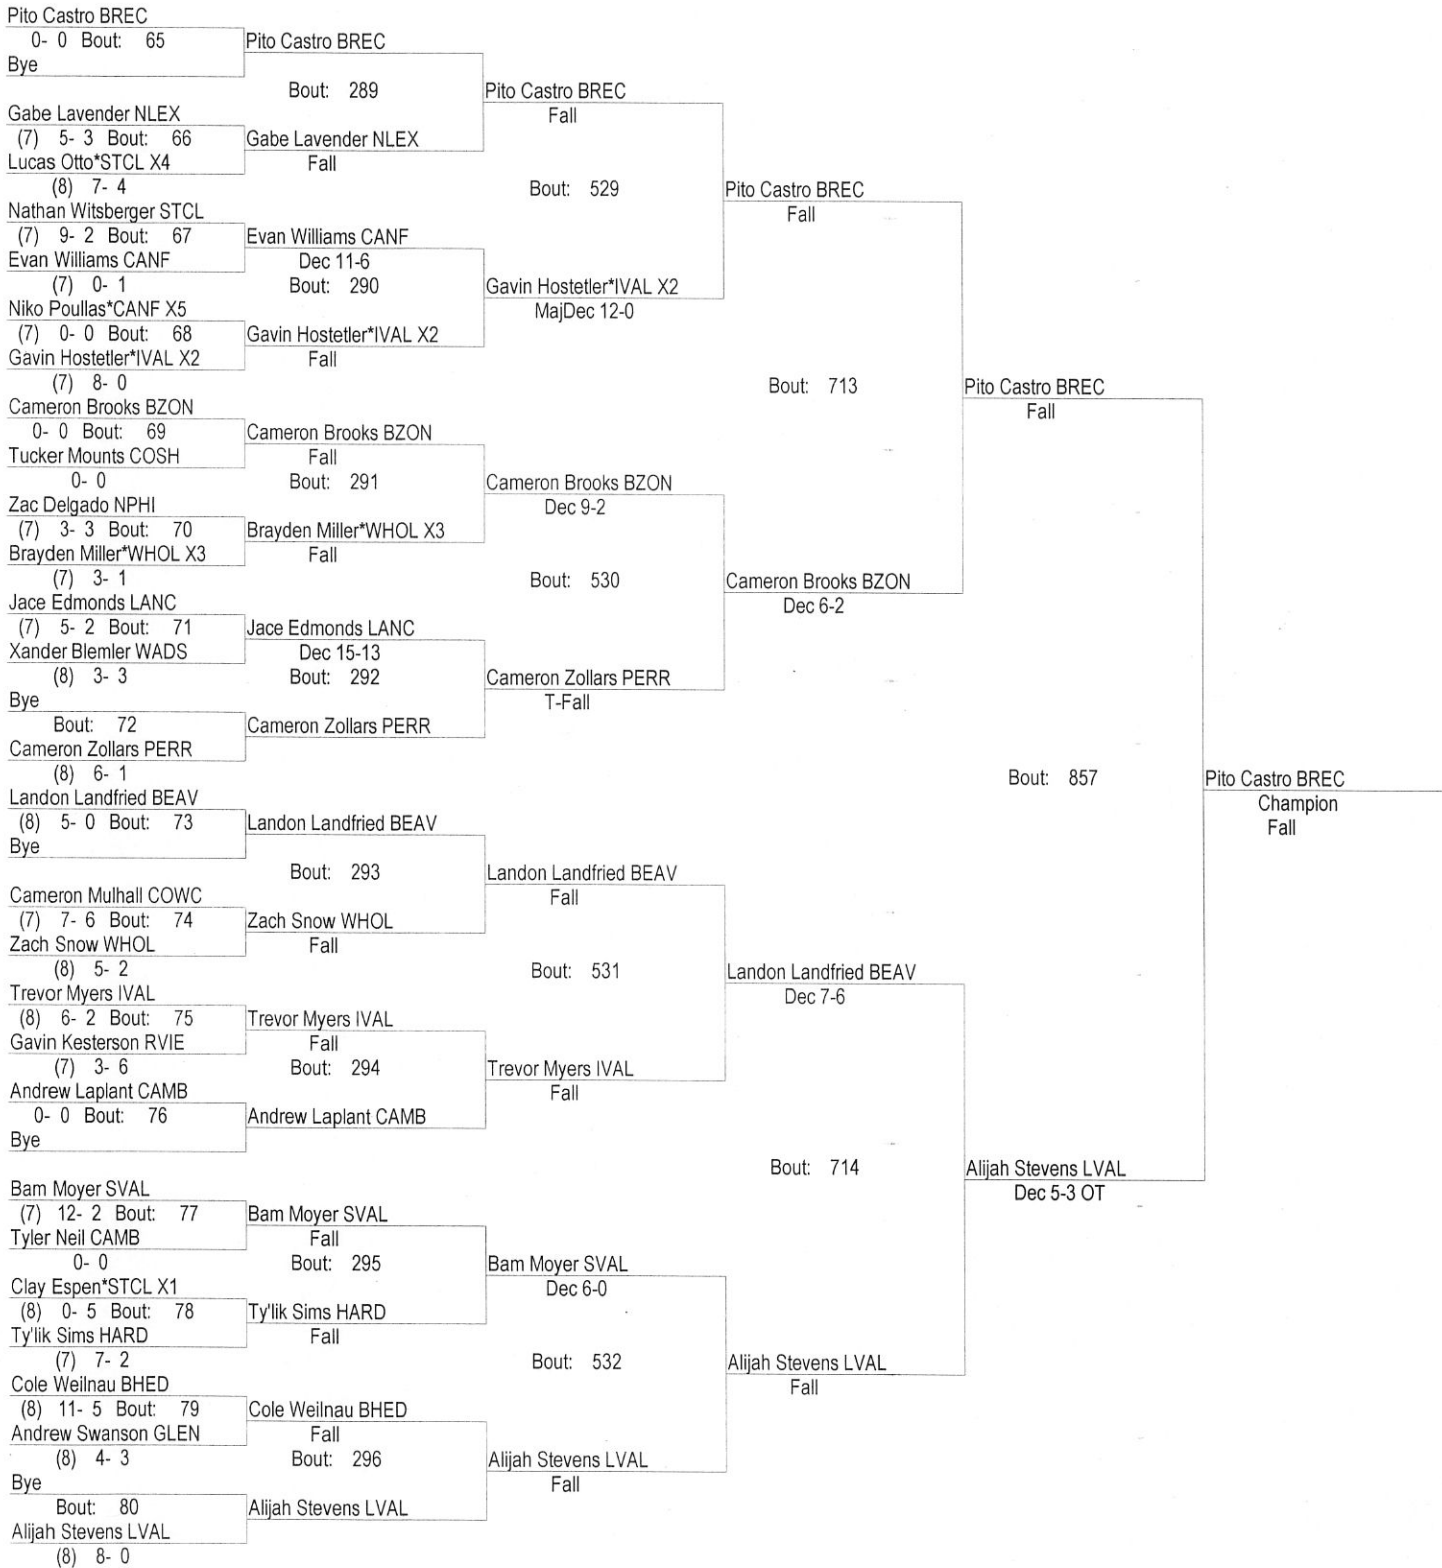 Pito Castro BREC
0- 0 Bout: 65
Bye
Gabe Lavender NLEX
(7) 5- 3 Bout: 66
Lucas Otto*STCL X4
(8) 7- 4
Nathan Witsberger STCL
(7) 9- 2 Bout: 67
Evan Williams CANF
(7) 0- 1
Niko Poullas*CANF X5
(7) 0- 0 Bout: 68
Gavin Hostetler*IVAL X2
(7) 8- 0
Cameron Brooks BZON
0- 0 Bout: 69
Tucker Mounts COSH
0- 0
Zac Delgado NPHI
(7) 3- 3 Bout: 70
Brayden Miller*WHOL X3
(7) 3- 1
Jace Edmonds LANC
(7) 5- 2 Bout: 71
Xander Blemler WADS
(8) 3- 3
Bye
Bout: 72
Cameron Zollars PERR
(8) 6- 1
Landon Landfried BEAV
(8) 5- 0 Bout: 73
Bye
Cameron Mulhall COWC
(7) 7- 6 Bout: 74
Zach Snow WHOL
(8) 5- 2
Trevor Myers IVAL
(8) 6- 2 Bout: 75
Gavin Kesterson RVIE
(7) 3- 6
Andrew Laplant CAMB
0- 0 Bout: 76
Bye
Bam Moyer SVAL
(7) 12- 2 Bout: 77
Tyler Neil CAMB
0- 0
Clay Espen*STCL X1
(8) 0- 5 Bout: 78
Ty'lik Sims HARD
(7) 7- 2
Cole Weilnau BHED
(8) 11- 5 Bout: 79
Andrew Swanson GLEN
(8) 4- 3
Bye
Bout: 80
Alijah Stevens LVAL
(8) 8- 0
Pito Castro BREC
Bout: 289
Gabe Lavender NLEX
Fall
Evan Williams CANF
Dec 11-6
Bout: 290
Gavin Hostetler*IVAL X2
Fall
Cameron Brooks BZON
Fall
Bout: 291
Brayden Miller*WHOL X3
Fall
Jace Edmonds LANC
Dec 15-13
Bout: 292
Cameron Zollars PERR
Landon Landfried BEAV
Bout: 293
Zach Snow WHOL
Fall
Trevor Myers IVAL
Fall
Bout: 294
Andrew Laplant CAMB
Bam Moyer SVAL
Fall
Bout: 295
Ty'lik Sims HARD
Fall
Cole Weilnau BHED
Fall
Bout: 296
Alijah Stevens LVAL
Pito Castro BREC
Fall
Bout: 529
Gavin Hostetler*IVAL X2
MajDec 12-0
Cameron Brooks BZON
Dec 9-2
Bout: 530
Cameron Zollars PERR
T-Fall
Landon Landfried BEAV
Fall
Bout: 531
Trevor Myers IVAL
Fall
Bam Moyer SVAL
Dec 6-0
Bout: 532
Alijah Stevens LVAL
Fall
Pito Castro BREC
Fall
Bout: 713
Cameron Brooks BZON
Dec 6-2
Landon Landfried BEAV
Dec 7-6
Bout: 714
Alijah Stevens LVAL
Fall
Pito Castro BREC
Fall
Bout: 857
Alijah Stevens LVAL
Dec 5-3 OT
Pito Castro BREC
Champion
Fall